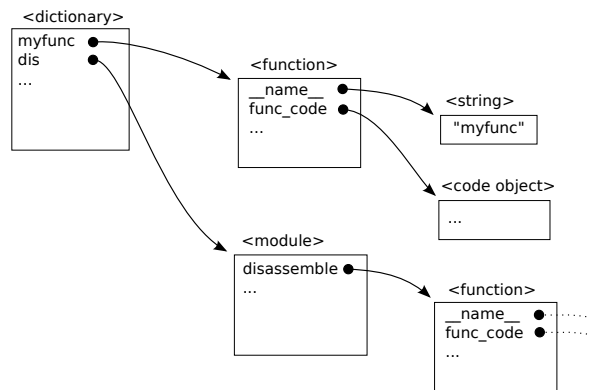 <dictionary>
myfunc
dis
...
<function>
__name__
func_code
...
<string>
"myfunc"
<code object>
...
<module>
disassemble
...
<function>
__name__
func_code
...